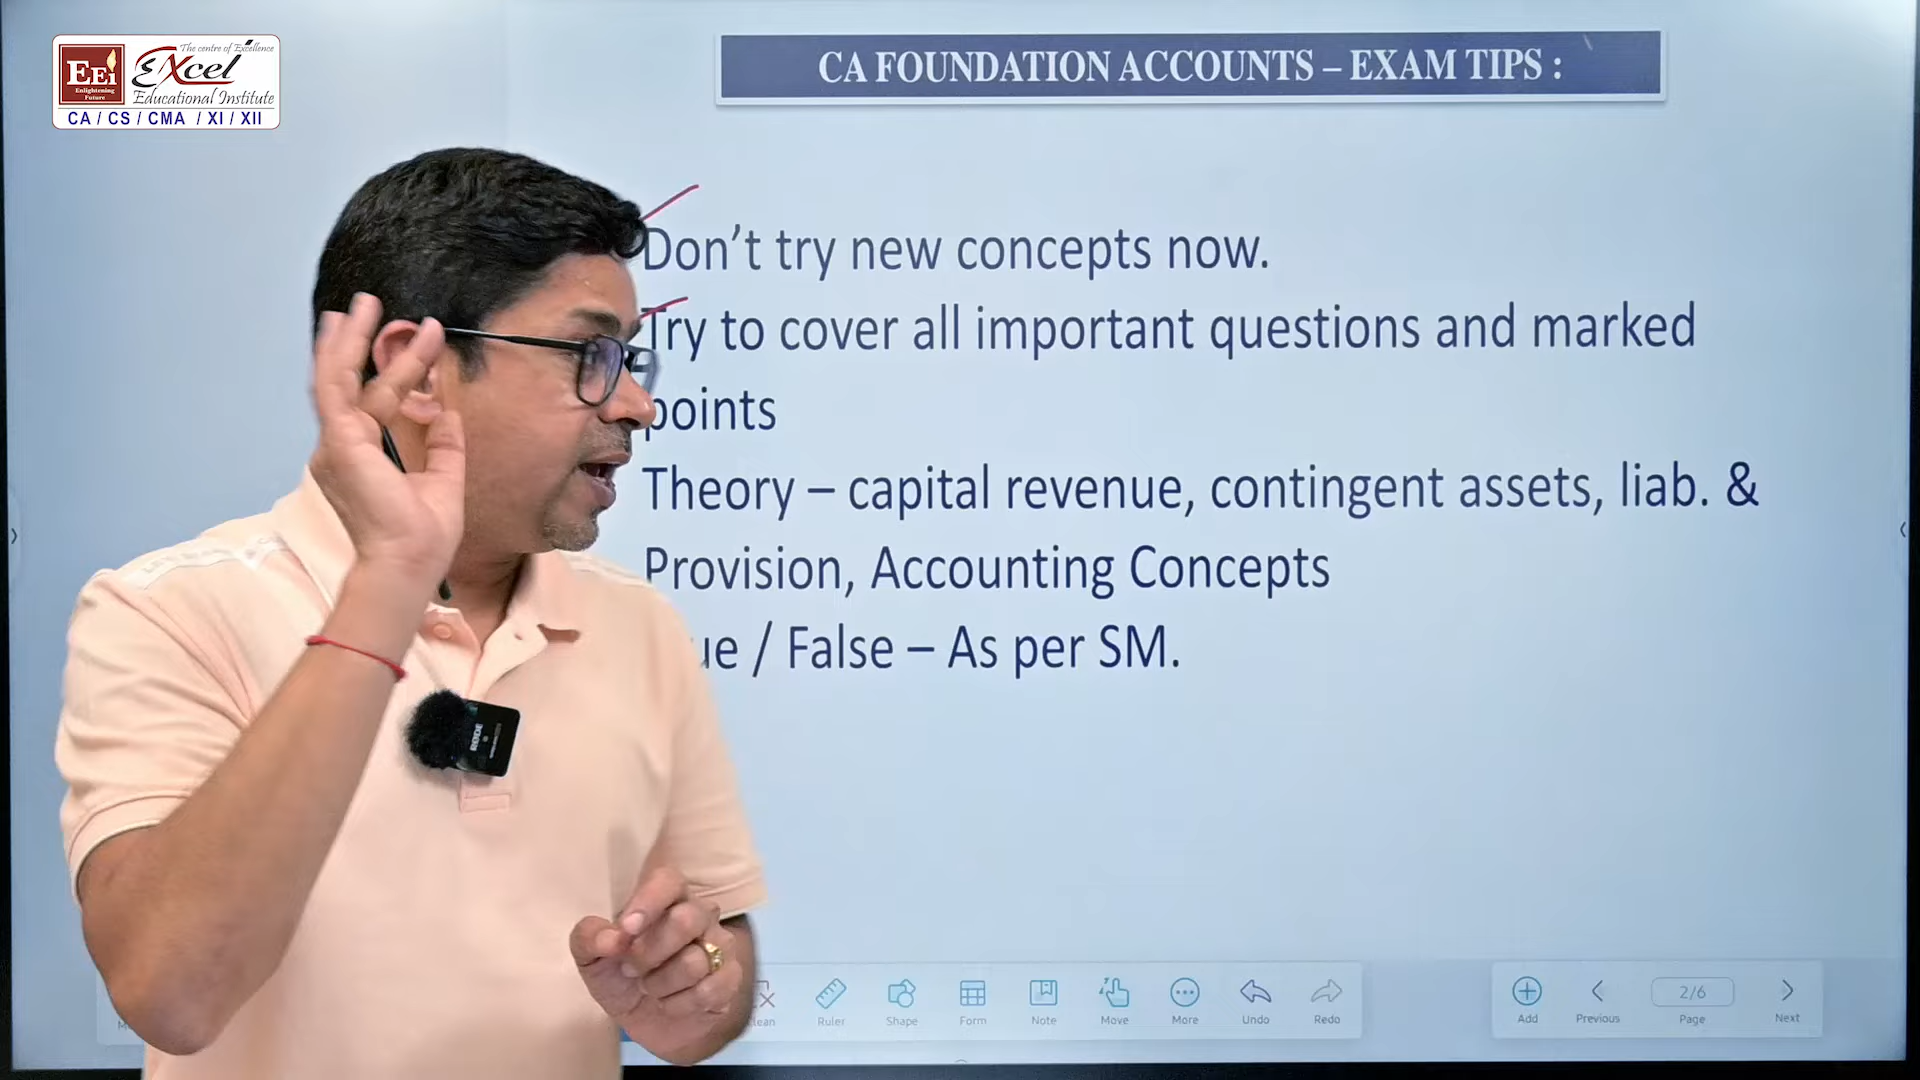 EEi
Enlightening
Future
The centre of Excellence
eXcel
Educational Institute
CA / CS / CMA / XI / XII
CA FOUNDATION ACCOUNTS – EXAM TIPS :
Don’t try new concepts now.
Try to cover all important questions and marked
points
Theory – capital revenue, contingent assets, liab. &
Provision, Accounting Concepts
/ False – As per SM.
RØDE
Ruler
Shape
Form
Note
Move
More
Undo
Redo
Add
Previous
2/6
Page
Next